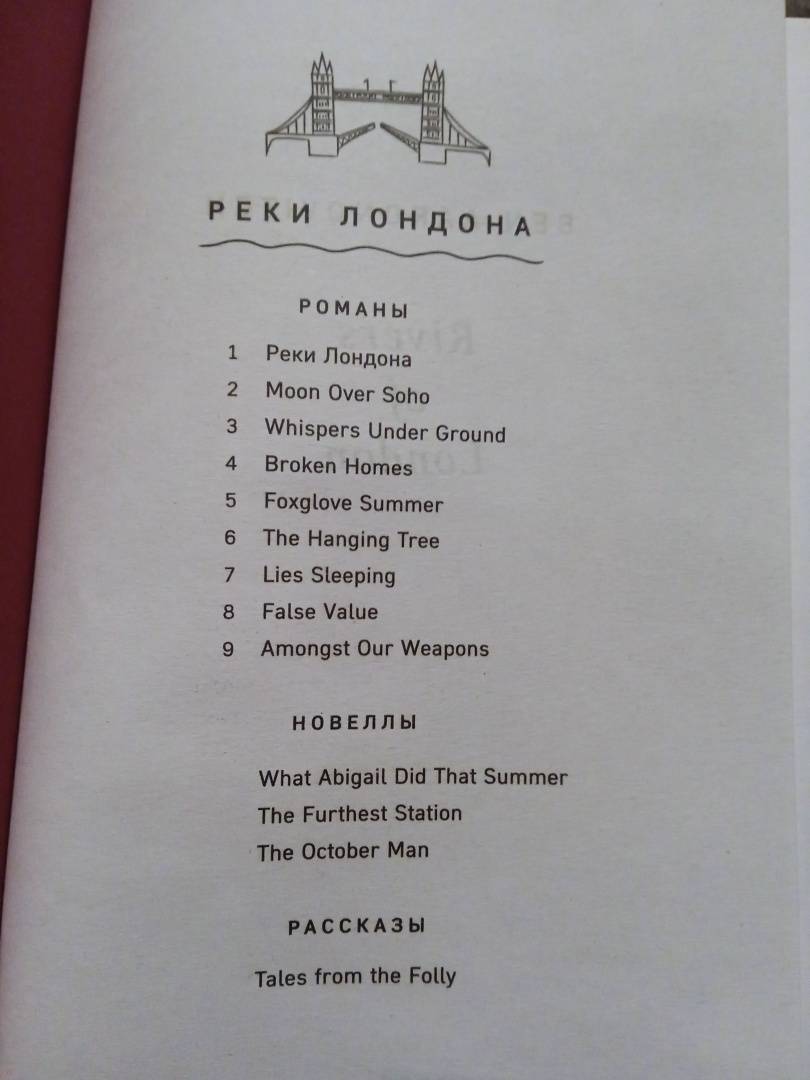 РЕКИ ЛОНДОНА
РОМАНЫ
1 Реки Лондона
2 Moon Over Soho
3 Whispers Under Ground
4 Broken Homes
5 Foxglove Summer
6 The Hanging Tree
7 Lies Sleeping
8 False Value
9 Amongst Our Weapons
НОВЕЛЛЫ
What Abigail Did That Summer
The Furthest Station
The October Man
РАССКАЗЫ
Tales from the Folly